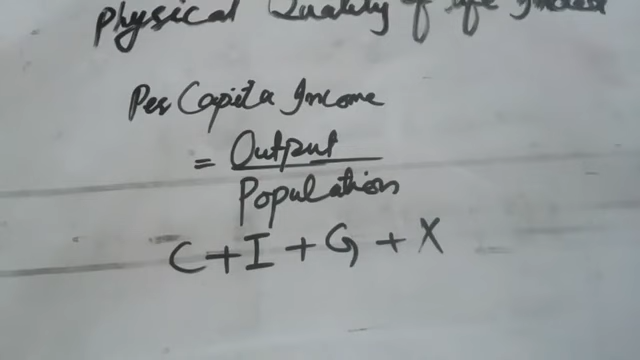 Physical Quality of life Index
Per Capita Income
= Output
Population
C + I + G + X